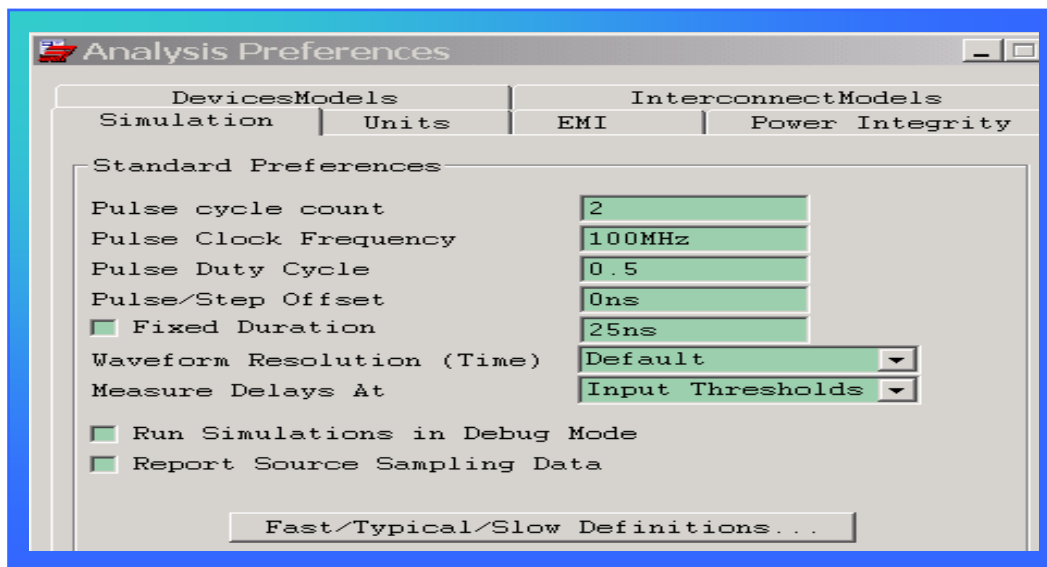 Analysis Preferences
DevicesModels InterconnectModels
Simulation Units EMI Power Integrity
Standard Preferences
Pulse cycle count 2
Pulse Clock Frequency 100MHz
Pulse Duty Cycle 0.5
Pulse/Step Offset 0ns
Fixed Duration 25ns
Waveform Resolution (Time) Default
Measure Delays At Input Thresholds
Run Simulations in Debug Mode
Report Source Sampling Data
Fast/Typical/Slow Definitions...